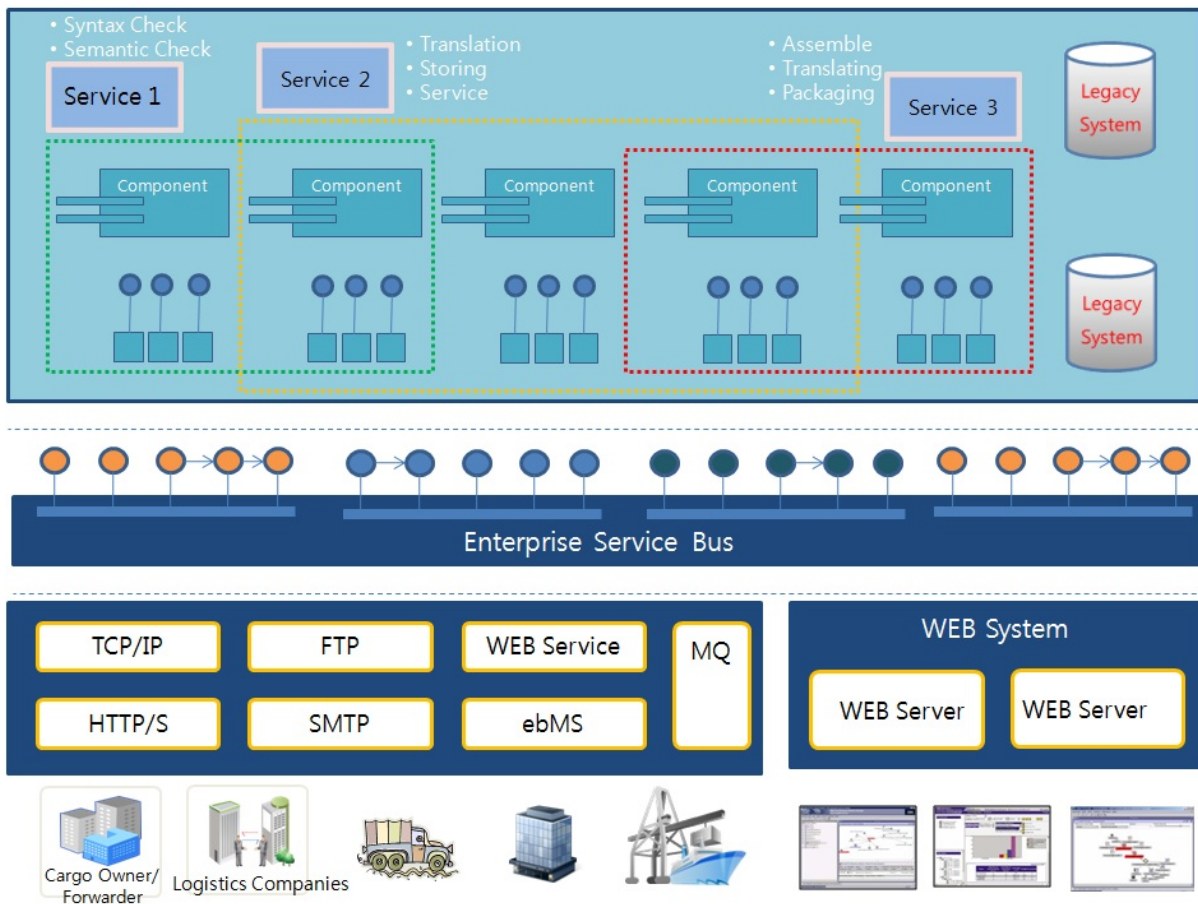 • Syntax Check
• Semantic Check
Service 1
Service 2
• Translation
• Storing
• Service
• Assemble
• Translating
• Packaging
Service 3
Legacy
System
Component
Component
Component
Component
Component
Legacy
System
Enterprise Service Bus
TCP/IP
FTP
WEB Service
MQ
HTTP/S
SMTP
ebMS
WEB System
WEB Server
WEB Server
Cargo Owner/
Forwarder
Logistics Companies